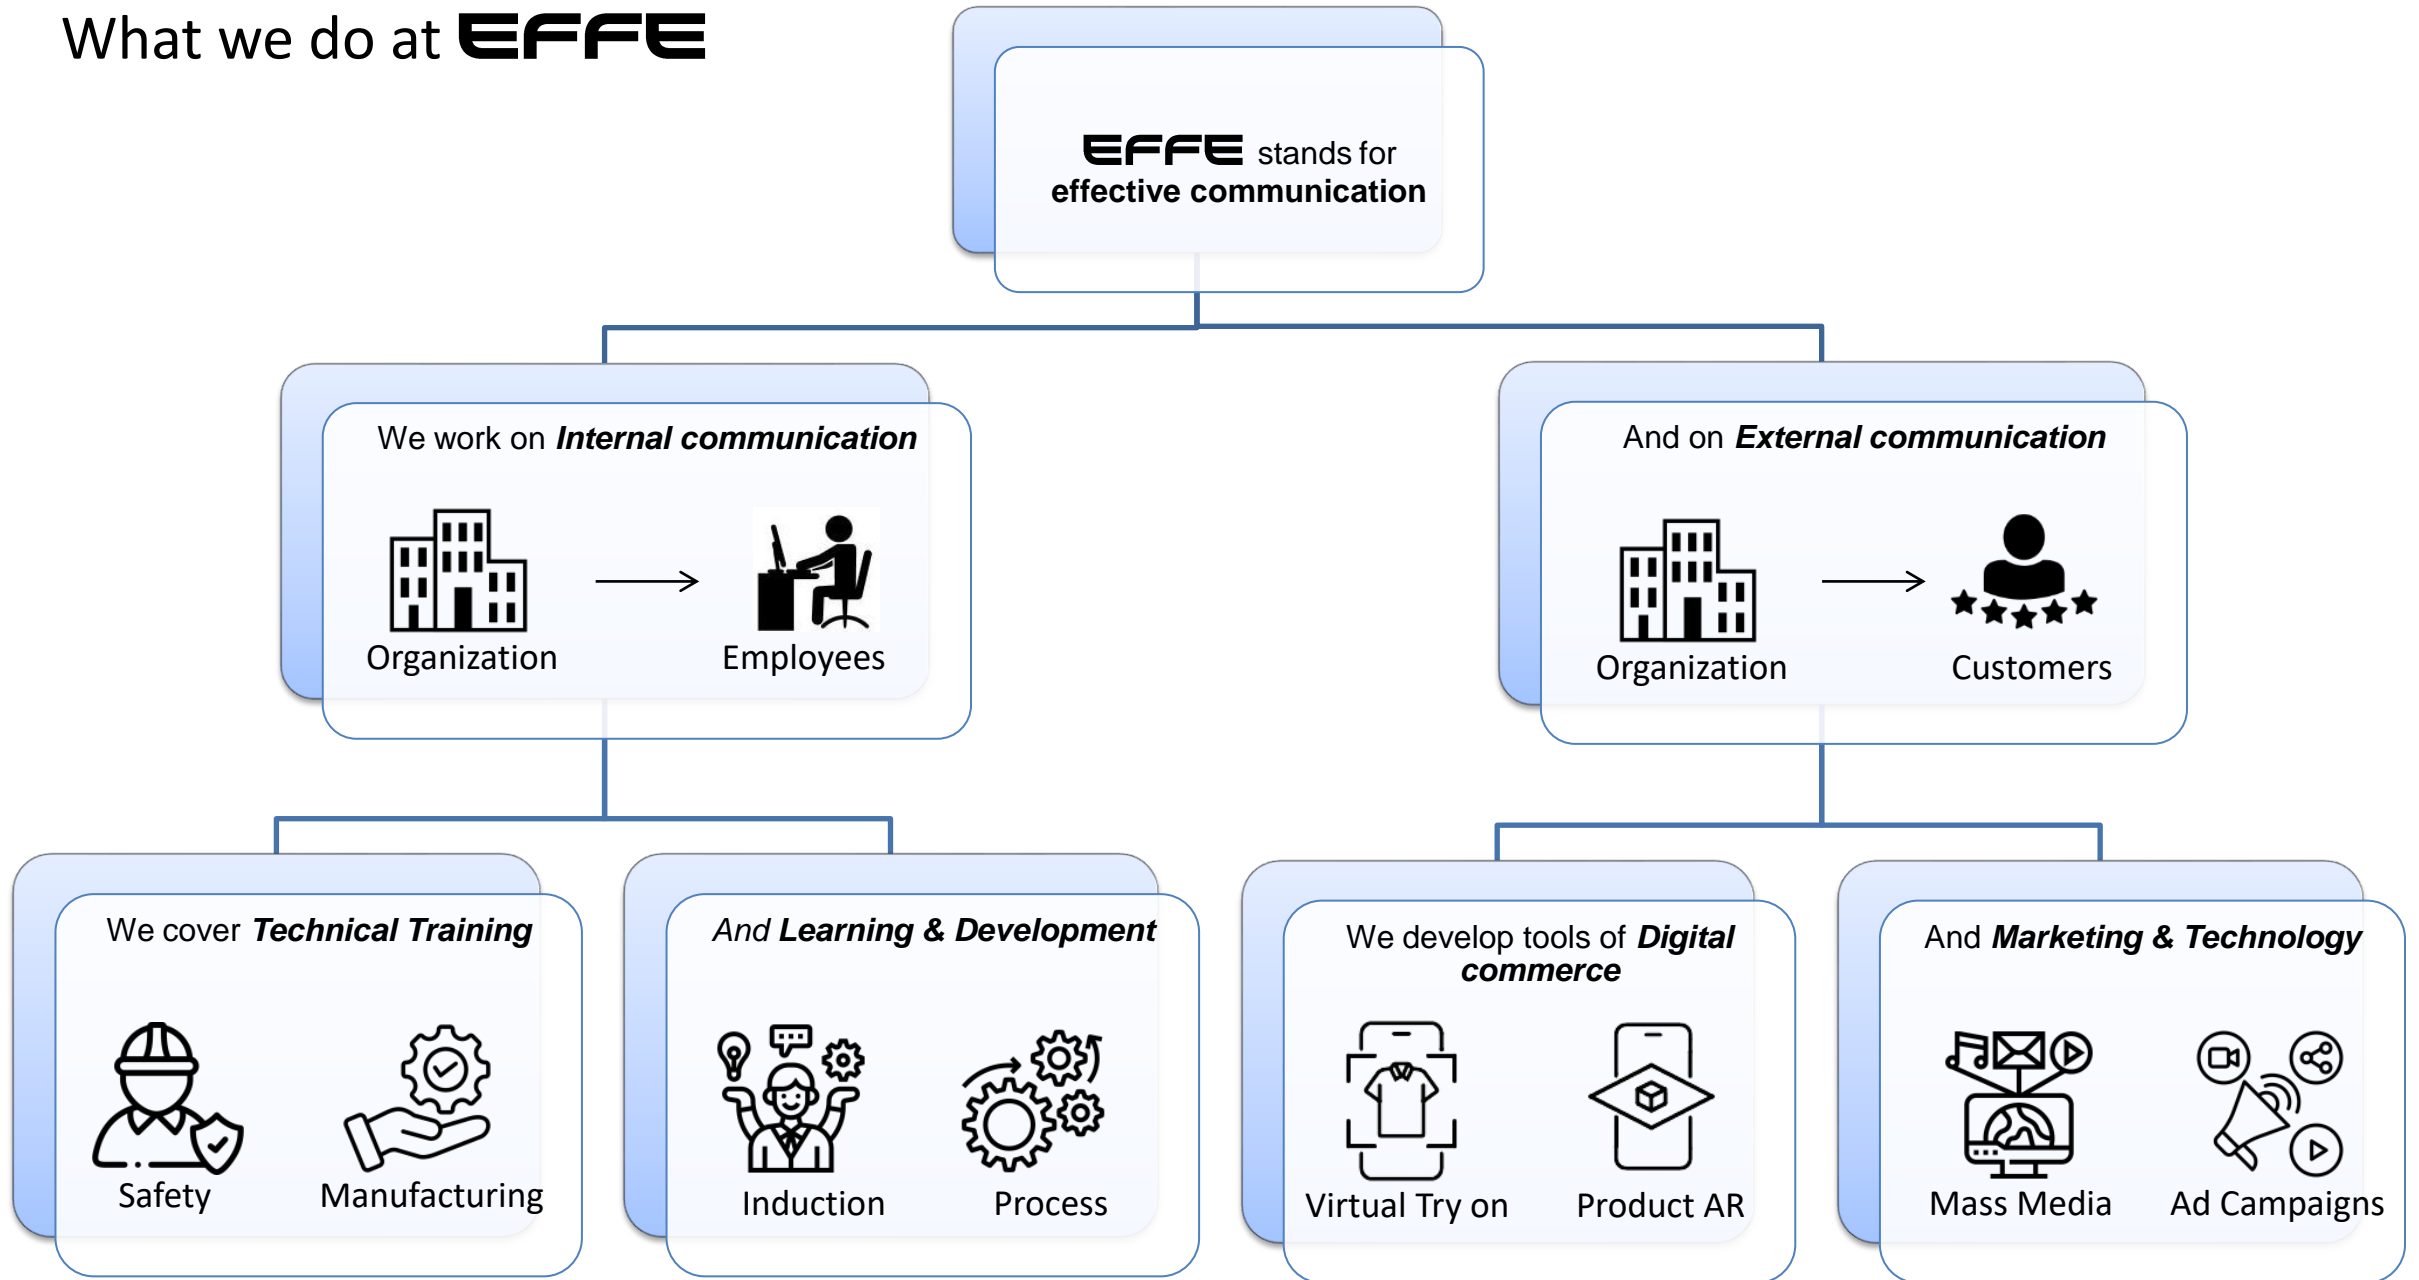 What we do at EFFE
EFFE stands for
effective communication
We work on Internal communication
Organization
Employees
And on External communication
Organization
Customers
We cover Technical Training
Safety
Manufacturing
And Learning & Development
Induction
Process
We develop tools of Digital
commerce
Virtual Try on
Product AR
And Marketing & Technology
Mass Media
Ad Campaigns